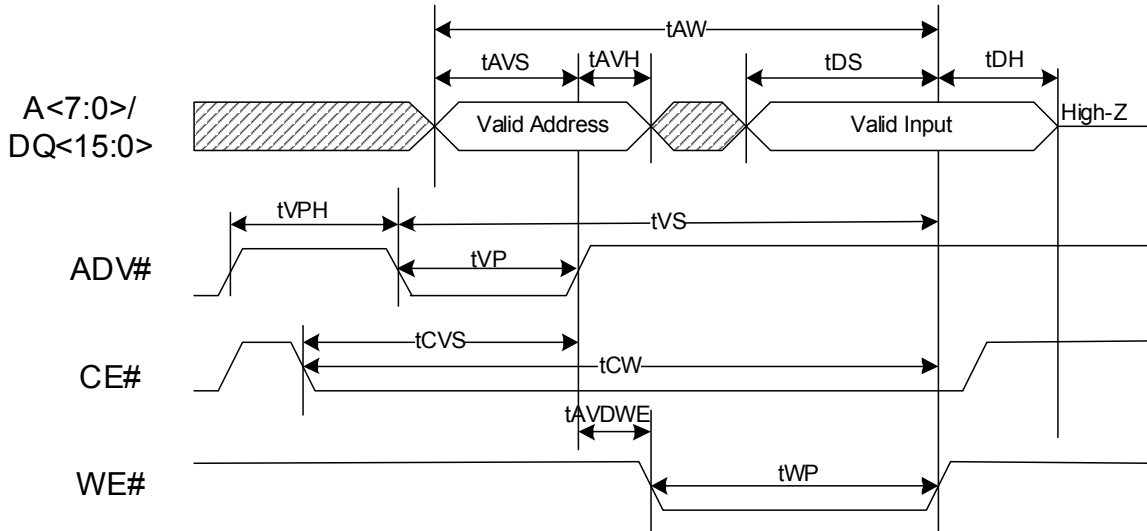 tAW
tAVS
tAVH
tDS
tDH
A<7:0>/
DQ<15:0>
Valid Address
Valid Input
High-Z
tVPH
tVS
ADV#
tVP
tCVS
CE#
tCW
tAVDWE
WE#
tWP